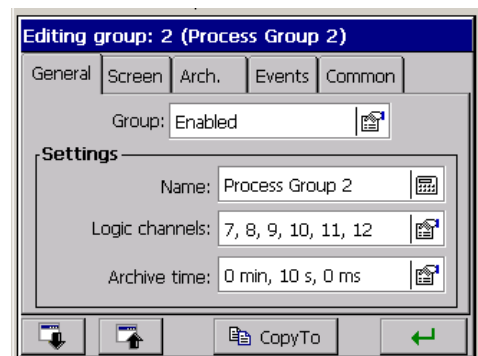 Editing group: 2 (Process Group 2)
General Screen Arch. Events Common
Group: Enabled
Settings
Name: Process Group 2
Logic channels: 7, 8, 9, 10, 11, 12
Archive time: 0 min, 10 s, 0 ms
CopyTo